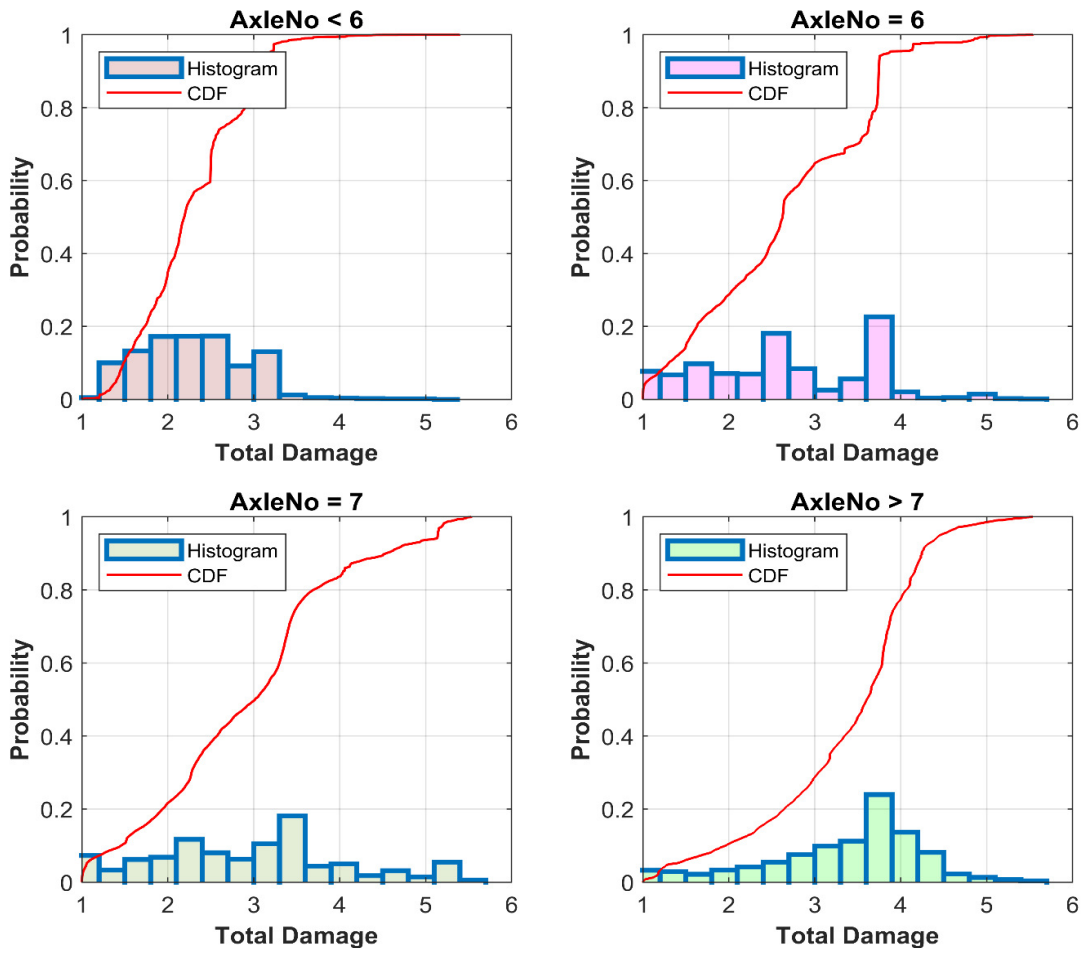 AxleNo < 6
1
0.8
0.6
0.4
0.2
0
Probability
Histogram
CDF
1 2 3 4 5 6
Total Damage
AxleNo = 6
1
0.8
0.6
0.4
0.2
0
Probability
Histogram
CDF
1 2 3 4 5 6
Total Damage
AxleNo = 7
1
0.8
0.6
0.4
0.2
0
Probability
Histogram
CDF
1 2 3 4 5 6
Total Damage
AxleNo > 7
1
0.8
0.6
0.4
0.2
0
Probability
Histogram
CDF
1 2 3 4 5 6
Total Damage